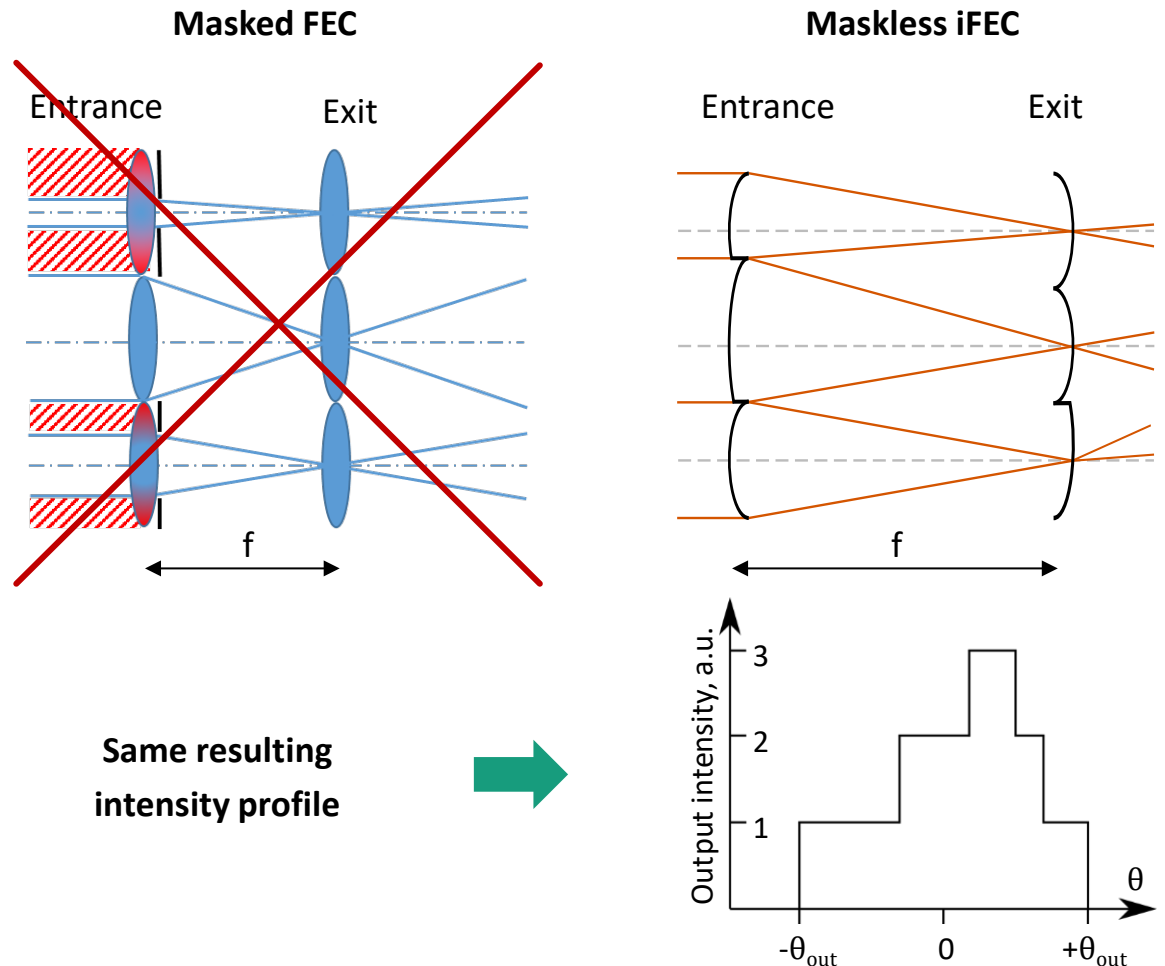 Masked FEC
Maskless iFEC
Entrance
Exit
Entrance
Exit
f
f
Same resulting
intensity profile
Output intensity, a.u.
3
2
1
θ
-θout
0
+θout